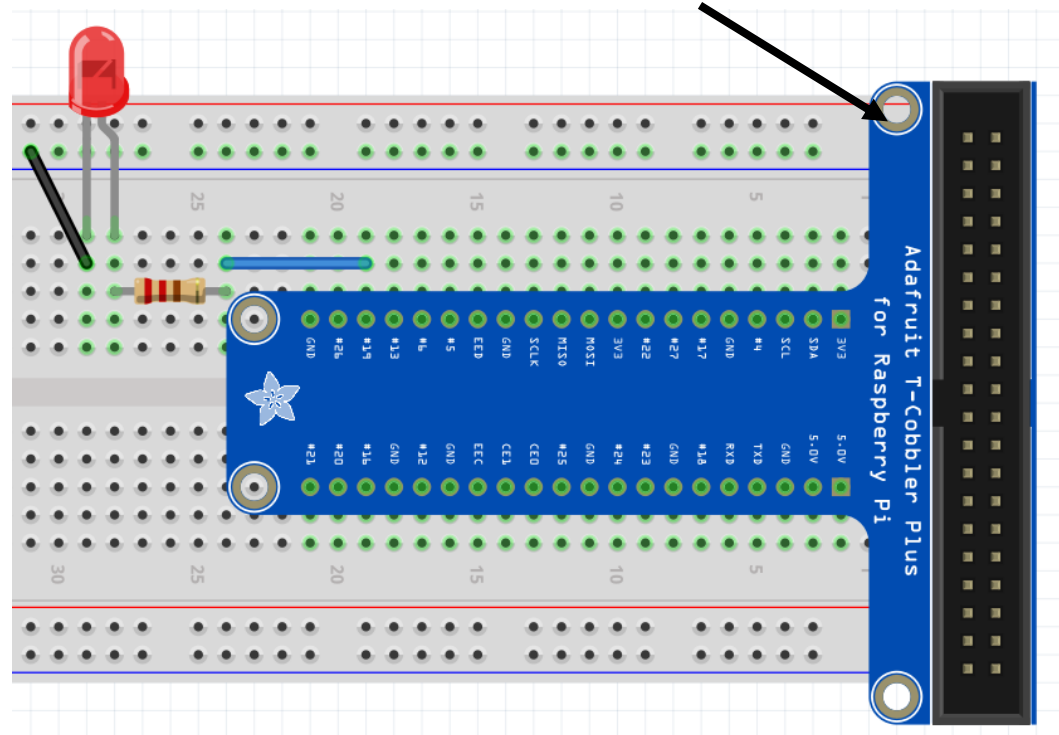 25 20 15 10 5
GND #26 #19 #13 #6 #5 EED GND SCLK MISO MOSI 3V3 #22 #27 #17 GND #4 SCL SDA 3V3
#21 #20 #16 GND #12 GND EEC CE1 CE0 #25 GND #24 #23 GND #18 RXD TXD GND 5.0V 5.0V
Adafruit T-Cobbler Plus
for Raspberry Pi
30 25 20 15 10 5